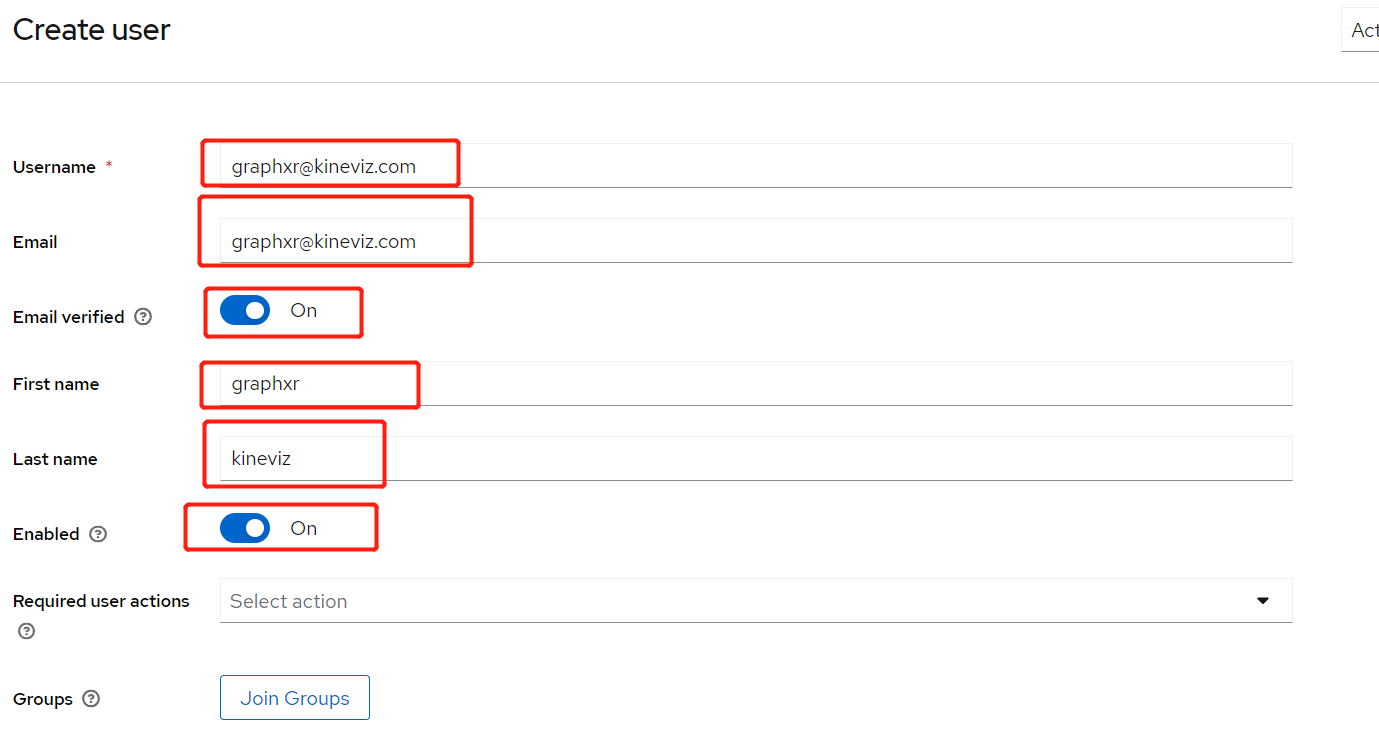 Create user
Act
Username *
graphxr@kineviz.com
Email
graphxr@kineviz.com
Email verified
On
First name
graphxr
Last name
kineviz
Enabled
On
Required user actions
Select action
Groups
Join Groups